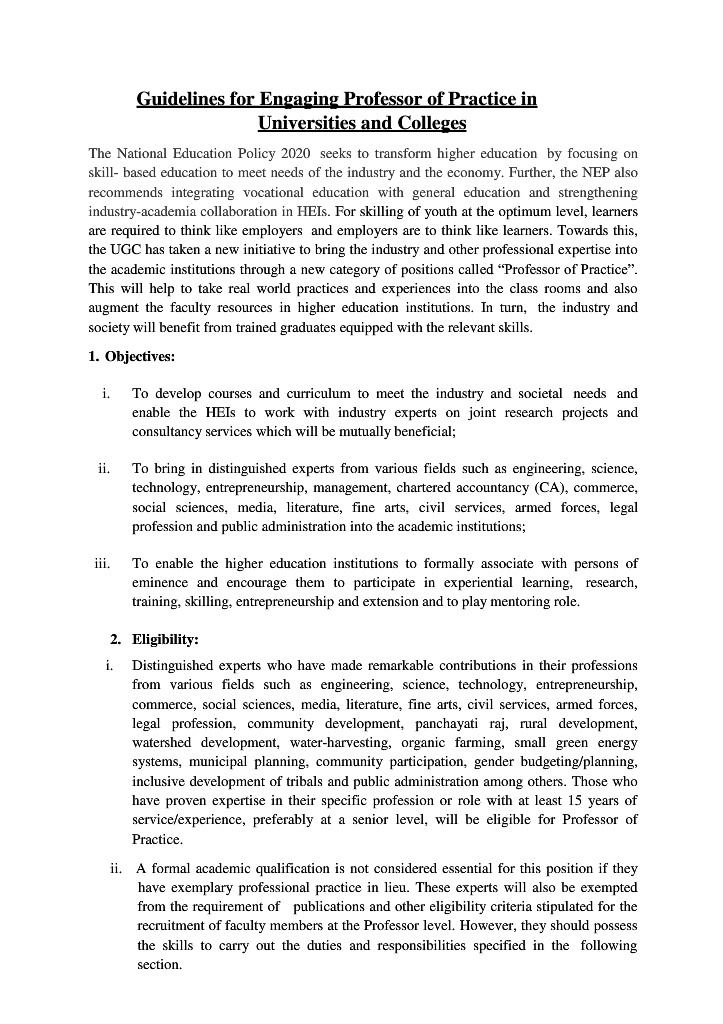 Guidelines for Engaging Professor of Practice in
Universities and Colleges
The National Education Policy 2020 seeks to transform higher education by focusing on
skill- based education to meet needs of the industry and the economy. Further, the NEP also
recommends integrating vocational education with general education and strengthening
industry-academia collaboration in HEIs. For skilling of youth at the optimum level, learners
are required to think like employers and employers are to think like learners. Towards this,
the UGC has taken a new initiative to bring the industry and other professional expertise into
the academic institutions through a new category of positions called “Professor of Practice”.
This will help to take real world practices and experiences into the class rooms and also
augment the faculty resources in higher education institutions. In turn, the industry and
society will benefit from trained graduates equipped with the relevant skills.
1. Objectives:
i. To develop courses and curriculum to meet the industry and societal needs and
enable the HEIs to work with industry experts on joint research projects and
consultancy services which will be mutually beneficial;
ii. To bring in distinguished experts from various fields such as engineering, science,
technology, entrepreneurship, management, chartered accountancy (CA), commerce,
social sciences, media, literature, fine arts, civil services, armed forces, legal
profession and public administration into the academic institutions;
iii. To enable the higher education institutions to formally associate with persons of
eminence and encourage them to participate in experiential learning, research,
training, skilling, entrepreneurship and extension and to play mentoring role.
2. Eligibility:
i. Distinguished experts who have made remarkable contributions in their professions
from various fields such as engineering, science, technology, entrepreneurship,
commerce, social sciences, media, literature, fine arts, civil services, armed forces,
legal profession, community development, panchayati raj, rural development,
watershed development, water-harvesting, organic farming, small green energy
systems, municipal planning, community participation, gender budgeting/planning,
inclusive development of tribals and public administration among others. Those who
have proven expertise in their specific profession or role with at least 15 years of
service/experience, preferably at a senior level, will be eligible for Professor of
Practice.
ii. A formal academic qualification is not considered essential for this position if they
have exemplary professional practice in lieu. These experts will also be exempted
from the requirement of publications and other eligibility criteria stipulated for the
recruitment of faculty members at the Professor level. However, they should possess
the skills to carry out the duties and responsibilities specified in the following
section.